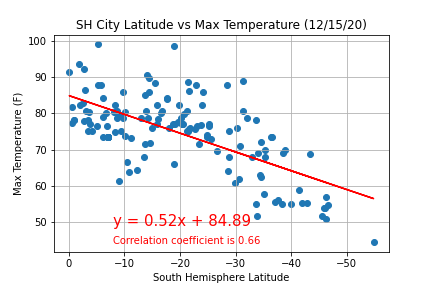 SH City Latitude vs Max Temperature (12/15/20)
100
90
80
70
60
50
Max Temperature (F)
y = 0.52x + 84.89
Correlation coefficient is 0.66
0 −10 −20 −30 −40 −50
South Hemisphere Latitude